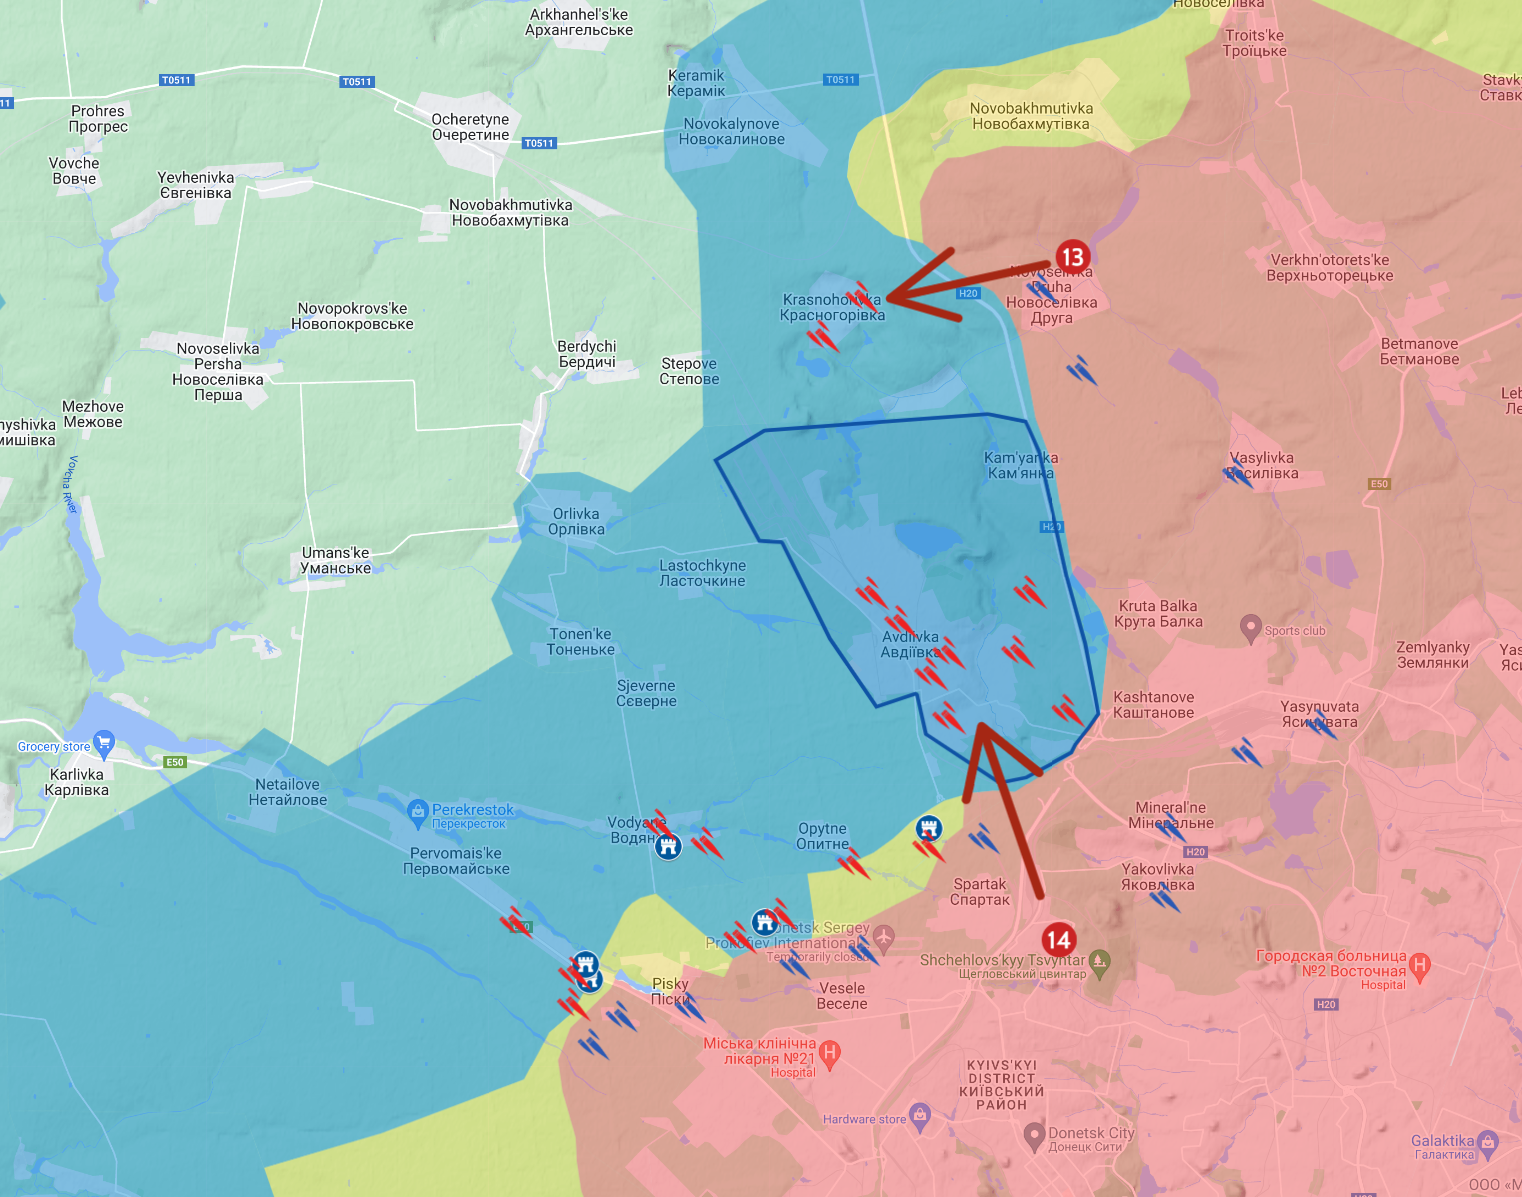 Новоселівка
Arkhanhel's'ke
Архангельське
Troits'ke
Троїцьке
T0511
T0511
T0511
Keramik
Керамік
Stavk
Ставк
11
Prohres
Прогрес
Ocheretyne
Очеретине
T0511
Novokalynove
Новокалинове
Novobakhmutivka
Новобахмутівка
Vovche
Вовче
Yevhenivka
Євгенівка
Novobakhmutivka
Новобахмутівка
13
Verkhn'otorets'ke
Верхньоторецьке
Novoselivka
Druha
Новоселівка
Друга
H20
Krasnohorivka
Красногорівка
Novopokrovs'ke
Новопокровське
Novoselivka
Persha
Новоселівка
Перша
Berdychi
Бердичі
Stepove
Степове
Betmanove
Бетманове
Leb
Ле
Mezhove
Межове
nyshivka
мишівка
Kam'yanka
Кам'янка
Vasylivka
Василівка
E50
Vovcha River
Orlivka
Орлівка
H20
Umans'ke
Уманське
Lastochkyne
Ласточкине
Kruta Balka
Крута Балка
Sports club
Tonen'ke
Тоненьке
Avdiivka
Авдіївка
Zemlyanky
Землянки
Yas
Яси
Sjeverne
Северне
Kashtanove
Каштанове
Yasynuvata
Ясинувата
Grocery store
E50
Karlivka
Карлівка
Netailove
Нетайлове
Perekrestok
Перекресток
Vodyane
Водяне
Opytne
Опитне
Mineral'ne
Мінеральне
H20
Pervomais'ke
Первомайське
Yakovlivka
Яковлівка
Spartak
Спартак
E50
Donetsk Sergey
Prokofiev International
Temporarily closed
14
Shchehlovs'kyy Tsvyntar
Щегловський цвинтар
Городская больница
№2 Восточная
Hospital
Pisky
Піски
Vesele
Веселе
H20
Міська клінічна
лікарня №21
Hospital
KYIVS'KYI
DISTRICT
КИЇВСЬКИЙ
РАЙОН
Hardware store
Donetsk City
Донецк Сити
Galaktika
Галактика
ООО «М
H20